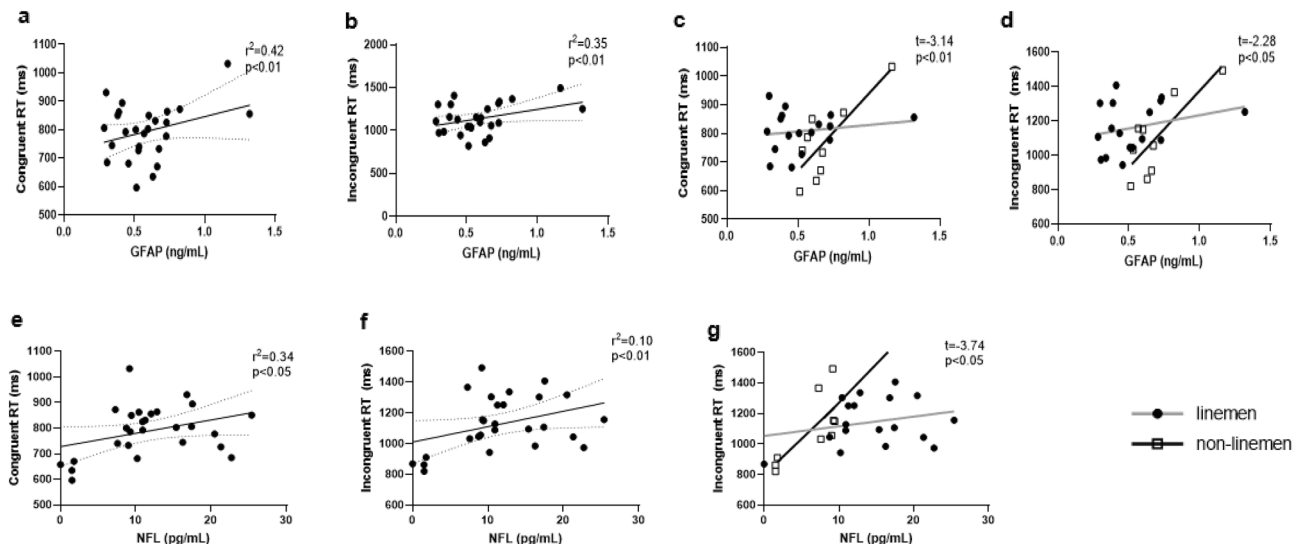 a
r²=0.42
p<0.01
Congruent RT (ms)
1100
1000
900
800
700
600
500
0.0
0.5
1.0
1.5
GFAP (ng/mL)
b
r²=0.35
p<0.01
Incongruent RT (ms)
2000
1500
1000
500
0
0.0
0.5
1.0
1.5
GFAP (ng/mL)
c
t=-3.14
p<0.01
Congruent RT (ms)
1100
1000
900
800
700
600
500
0.0
0.5
1.0
1.5
GFAP (ng/mL)
d
t=-2.28
p<0.05
Incongruent RT (ms)
1600
1400
1200
1000
800
600
0.0
0.5
1.0
1.5
GFAP (ng/mL)
e
r²=0.34
p<0.05
Congruent RT (ms)
1100
1000
900
800
700
600
500
0
10
20
30
NFL (pg/mL)
f
r²=0.10
p<0.01
Incongruent RT (ms)
1600
1400
1200
1000
800
600
0
10
20
30
NFL (pg/mL)
g
t=-3.74
p<0.05
Incongruent RT (ms)
1600
1400
1200
1000
800
600
0
10
20
30
NFL (pg/mL)
linemen
non-linemen